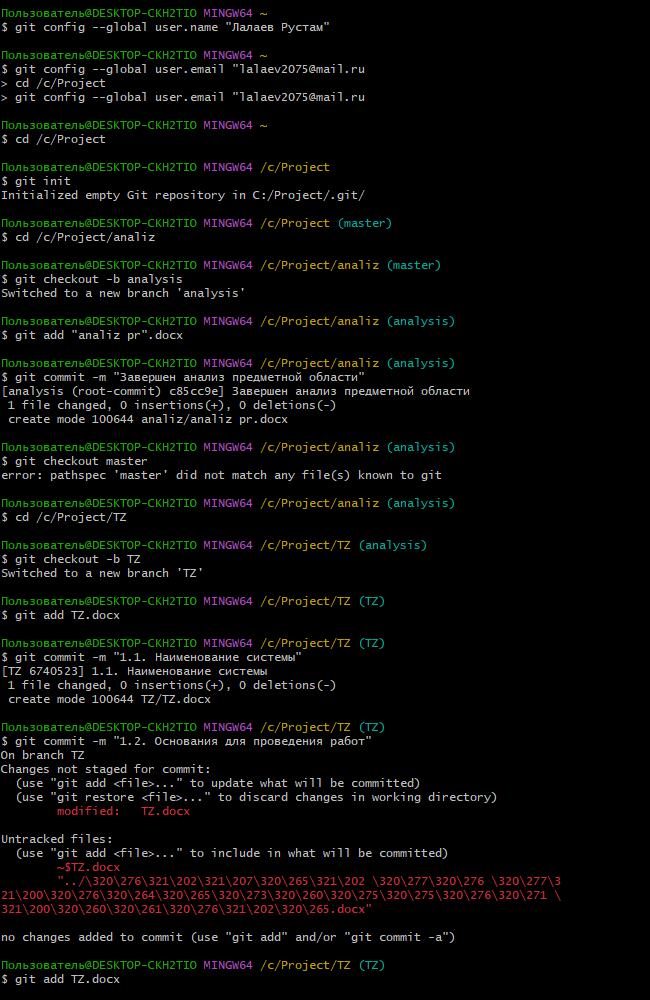 Пользователь@DESKTOP-CKH2TIO MINGW64 ~
$ git config --global user.name "Лалаев Рустам"
Пользователь@DESKTOP-CKH2TIO MINGW64 ~
$ git config --global user.email "lalaev2075@mail.ru
> cd /c/Project
> git config --global user.email "lalaev2075@mail.ru
Пользователь@DESKTOP-CKH2TIO MINGW64 ~
$ cd /c/Project
Пользователь@DESKTOP-CKH2TIO MINGW64 /c/Project
$ git init
Initialized empty Git repository in C:/Project/.git/
Пользователь@DESKTOP-CKH2TIO MINGW64 /c/Project (master)
$ cd /c/Project/analiz
Пользователь@DESKTOP-CKH2TIO MINGW64 /c/Project/analiz (master)
$ git checkout -b analysis
Switched to a new branch 'analysis'
Пользователь@DESKTOP-CKH2TIO MINGW64 /c/Project/analiz (analysis)
$ git add "analiz pr".docx
Пользователь@DESKTOP-CKH2TIO MINGW64 /c/Project/analiz (analysis)
$ git commit -m "Завершен анализ предметной области"
[analysis (root-commit) c85cc9e] Завершен анализ предметной области
 1 file changed, 0 insertions(+), 0 deletions(-)
 create mode 100644 analiz/analiz pr.docx
Пользователь@DESKTOP-CKH2TIO MINGW64 /c/Project/analiz (analysis)
$ git checkout master
error: pathspec 'master' did not match any file(s) known to git
Пользователь@DESKTOP-CKH2TIO MINGW64 /c/Project/analiz (analysis)
$ cd /c/Project/TZ
Пользователь@DESKTOP-CKH2TIO MINGW64 /c/Project/TZ (analysis)
$ git checkout -b TZ
Switched to a new branch 'TZ'
Пользователь@DESKTOP-CKH2TIO MINGW64 /c/Project/TZ (TZ)
$ git add TZ.docx
Пользователь@DESKTOP-CKH2TIO MINGW64 /c/Project/TZ (TZ)
$ git commit -m "1.1. Наименование системы"
[TZ 6740523] 1.1. Наименование системы
 1 file changed, 0 insertions(+), 0 deletions(-)
 create mode 100644 TZ/TZ.docx
Пользователь@DESKTOP-CKH2TIO MINGW64 /c/Project/TZ (TZ)
$ git commit -m "1.2. Основания для проведения работ"
On branch TZ
Changes not staged for commit:
  (use "git add <file>..." to update what will be committed)
  (use "git restore <file>..." to discard changes in working directory)
        modified:   TZ.docx
Untracked files:
  (use "git add <file>..." to include in what will be committed)
        ~$TZ.docx
        "../\320\276\321\202\321\207\320\265\321\202 \320\277\320\276 \320\277\3
21\200\320\276\320\264\320\265\320\273\320\260\320\275\320\275\320\276\320\271 \
321\200\320\260\320\261\320\276\321\202\320\265.docx"
no changes added to commit (use "git add" and/or "git commit -a")
Пользователь@DESKTOP-CKH2TIO MINGW64 /c/Project/TZ (TZ)
$ git add TZ.docx